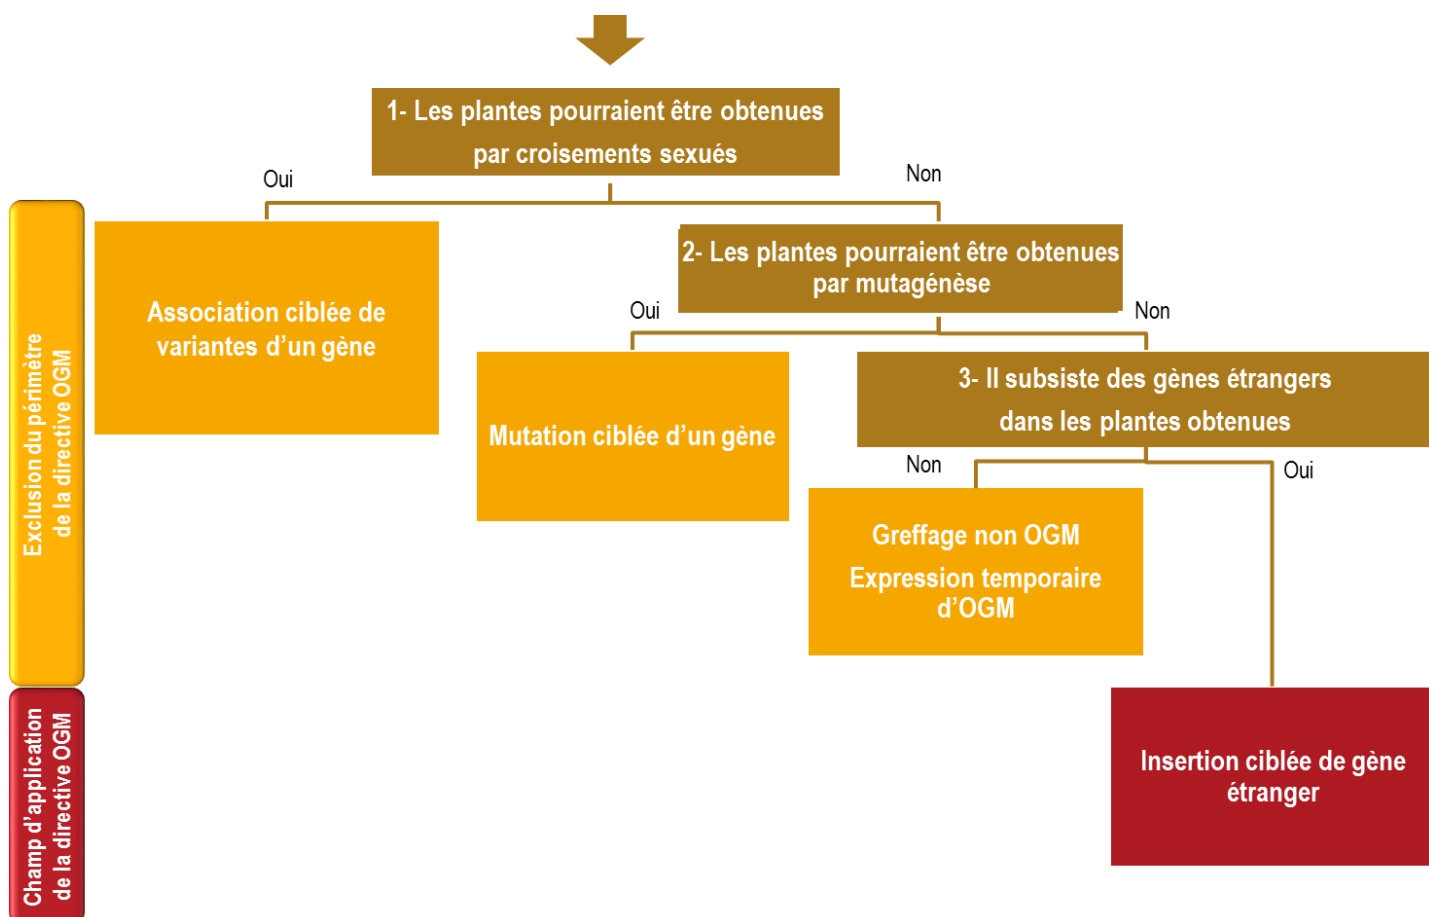 1- Les plantes pourraient être obtenues
par croisements sexués
Oui
Non
Exclusion du périmètre
de la directive OGM
Association ciblée de
variantes d'un gène
2- Les plantes pourraient être obtenues
par mutagénèse
Oui
Non
Mutation ciblée d'un gène
3- Il subsiste des gènes étrangers
dans les plantes obtenues
Non
Oui
Greffage non OGM
Expression temporaire
d'OGM
Champ d'application
de la directive OGM
Insertion ciblée de gène
étranger